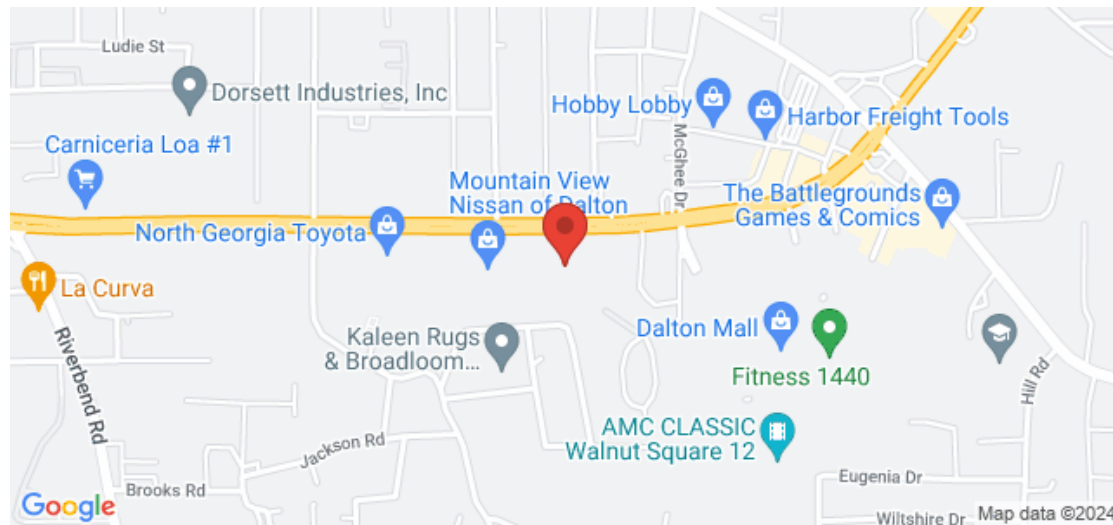 Ludie St
Dorsett Industries, Inc
Hobby Lobby
Harbor Freight Tools
McGhee Dr
Carniceria Loa #1
Mountain View
Nissan of Dalton
The Battlegrounds
Games & Comics
North Georgia Toyota
La Curva
Kaleen Rugs
& Broadloom...
Dalton Mall
Fitness 1440
Hill Rd
Riverbend Rd
Jackson Rd
AMC CLASSIC
Walnut Square 12
Brooks Rd
Eugenia Dr
Google
Wiltshire Dr
Map data ©2024